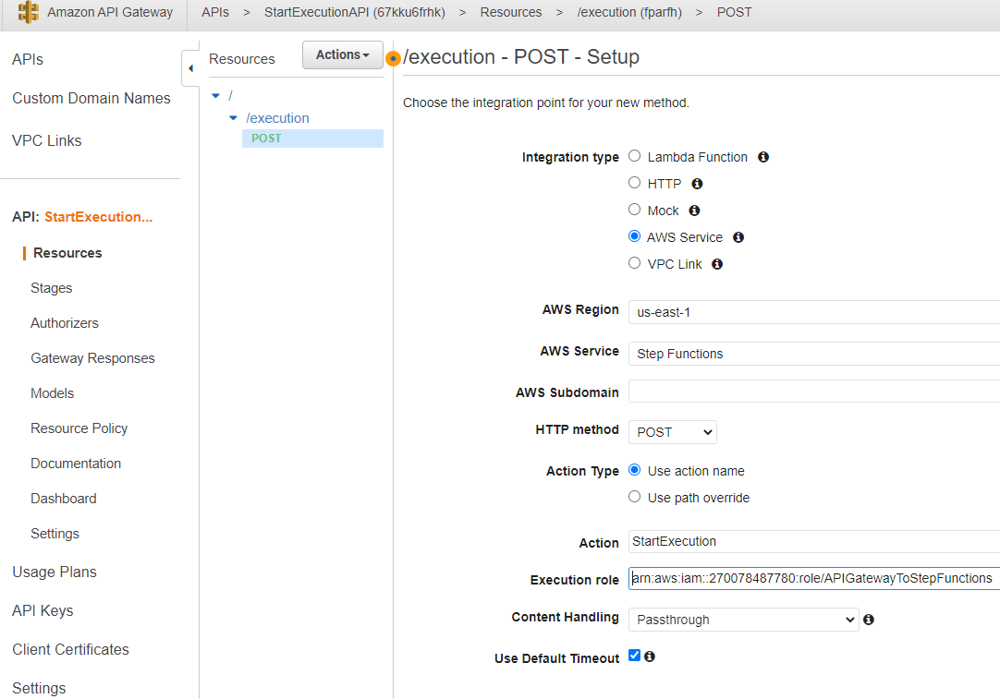 Amazon API Gateway APIs > StartExecutionAPI (67kku6frhk) > Resources > /execution (fparfh) > POST
APIs
Custom Domain Names
VPC Links
API: StartExecution...
Resources
Stages
Authorizers
Gateway Responses
Models
Resource Policy
Documentation
Dashboard
Settings
Usage Plans
API Keys
Client Certificates
Settings
Resources Actions
/
/execution
POST
/execution - POST - Setup
Choose the integration point for your new method.
Integration type Lambda Function
HTTP
Mock
AWS Service
VPC Link
AWS Region us-east-1
AWS Service Step Functions
AWS Subdomain
HTTP method POST
Action Type Use action name
Use path override
Action StartExecution
Execution role arn:aws:iam::270078487780:role/APIGatewayToStepFunctions
Content Handling Passthrough
Use Default Timeout